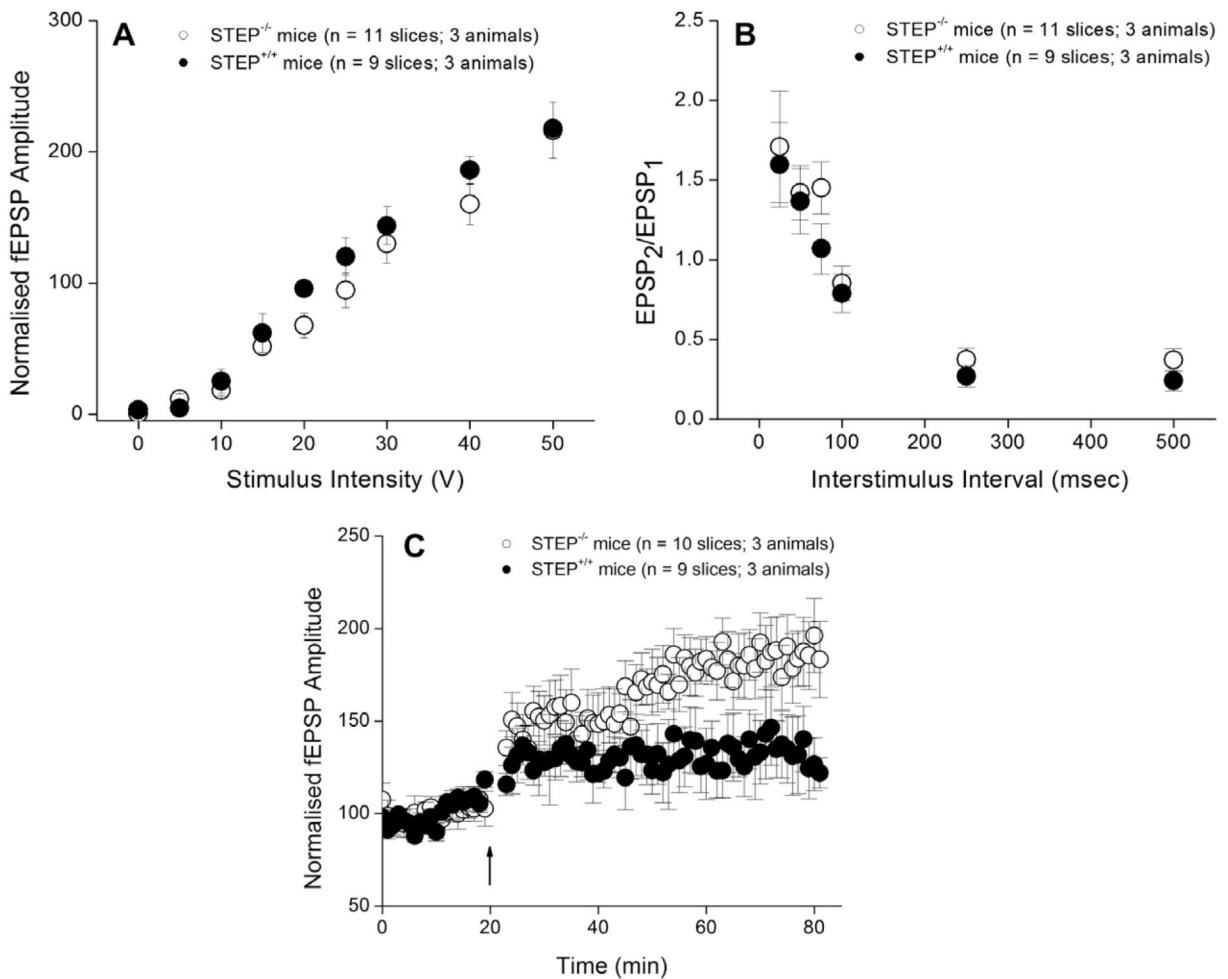 A
STEP-/- mice (n = 11 slices; 3 animals)
STEP+/+ mice (n = 9 slices; 3 animals)
Normalised fEPSP Amplitude
300
200
100
0
0 10 20 30 40 50
Stimulus Intensity (V)
B
STEP-/- mice (n = 11 slices; 3 animals)
STEP+/+ mice (n = 9 slices; 3 animals)
EPSP2/EPSP1
2.5
2.0
1.5
1.0
0.5
0.0
0 100 200 300 400 500
Interstimulus Interval (msec)
C
STEP-/- mice (n = 10 slices; 3 animals)
STEP+/+ mice (n = 9 slices; 3 animals)
Normalised fEPSP Amplitude
250
200
150
100
50
0 20 40 60 80
Time (min)